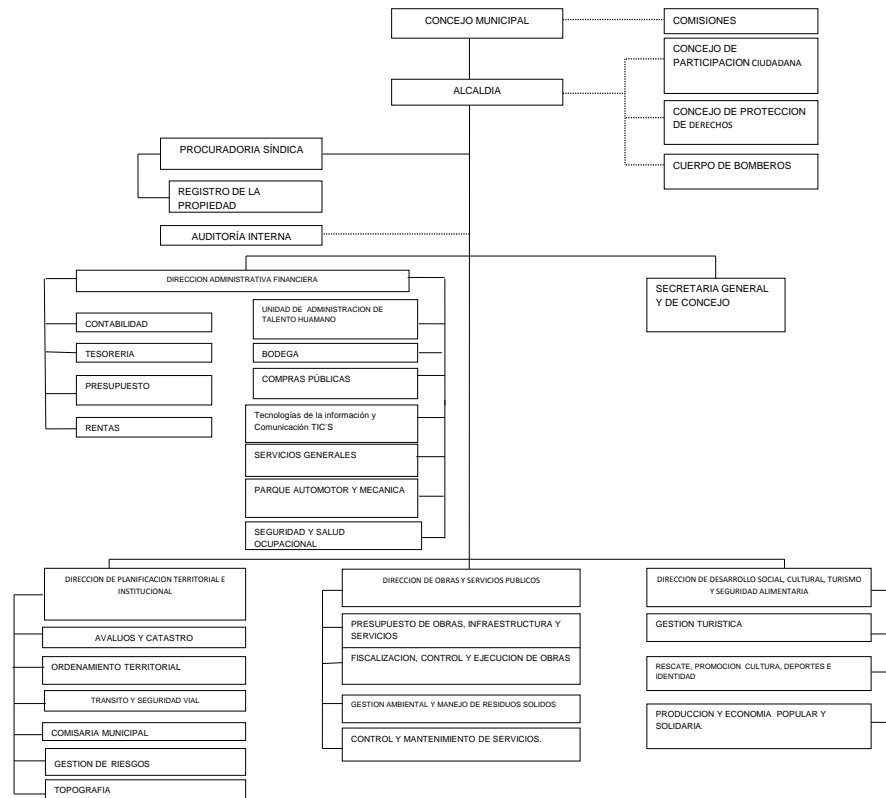 CONCEJO MUNICIPAL
COMISIONES
CONCEJO DE
PARTICIPACION CIUDADANA
ALCALDIA
CONCEJO DE PROTECCION
DE DERECHOS
CUERPO DE BOMBEROS
PROCURADORIA SÍNDICA
REGISTRO DE LA
PROPIEDAD
AUDITORÍA INTERNA
DIRECCION ADMINISTRATIVA FINANCIERA
SECRETARIA GENERAL
Y DE CONCEJO
CONTABILIDAD
TESORERIA
PRESUPUESTO
RENTAS
UNIDAD DE ADMINISTRACION DE
TALENTO HUAMANO
BODEGA
COMPRAS PÚBLICAS
Tecnologías de la información y
Comunicación TIC´S
SERVICIOS GENERALES
PARQUE AUTOMOTOR Y MECANICA
SEGURIDAD Y SALUD
OCUPACIONAL
DIRECCION DE PLANIFICACION TERRITORIAL E
INSTITUCIONAL
AVALUOS Y CATASTRO
ORDENAMIENTO TERRITORIAL
TRANSITO Y SEGURIDAD VIAL
COMISARIA MUNICIPAL
GESTION DE RIESGOS
TOPOGRAFIA
DIRECCION DE OBRAS Y SERVICIOS PUBLICOS
PRESUPUESTO DE OBRAS, INFRAESTRUCTURA Y
SERVICIOS
FISCALIZACION, CONTROL Y EJECUCION DE OBRAS
GESTION AMBIENTAL Y MANEJO DE RESIDUOS SOLIDOS
CONTROL Y MANTENIMIENTO DE SERVICIOS.
DIRECCION DE DESARROLLO SOCIAL, CULTURAL, TURISMO
Y SEGURIDAD ALIMENTARIA
GESTION TURISTICA
RESCATE, PROMOCION CULTURA, DEPORTES E
IDENTIDAD
PRODUCCION Y ECONOMIA POPULAR Y
SOLIDARIA.